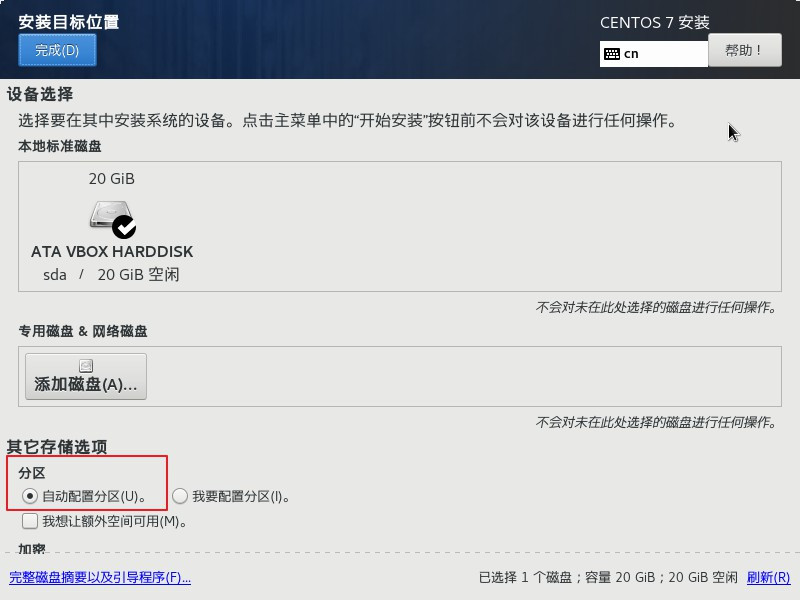 安装目标位置
CENTOS 7 安装
完成(D)
cn
帮助！
设备选择
选择要在其中安装系统的设备。点击主菜单中的“开始安装”按钮前不会对该设备进行任何操作。
本地标准磁盘
20 GiB
ATA VBOX HARDDISK
sda / 20 GiB 空闲
不会对未在此处选择的磁盘进行任何操作。
专用磁盘 & 网络磁盘
添加磁盘(A)...
不会对未在此处选择的磁盘进行任何操作。
其它存储选项
分区
自动配置分区(U)。 我要配置分区(I)。
我想让额外空间可用(M)。
加密
完整磁盘摘要以及引导程序(F)...
已选择 1 个磁盘；容量 20 GiB；20 GiB 空闲 刷新(R)